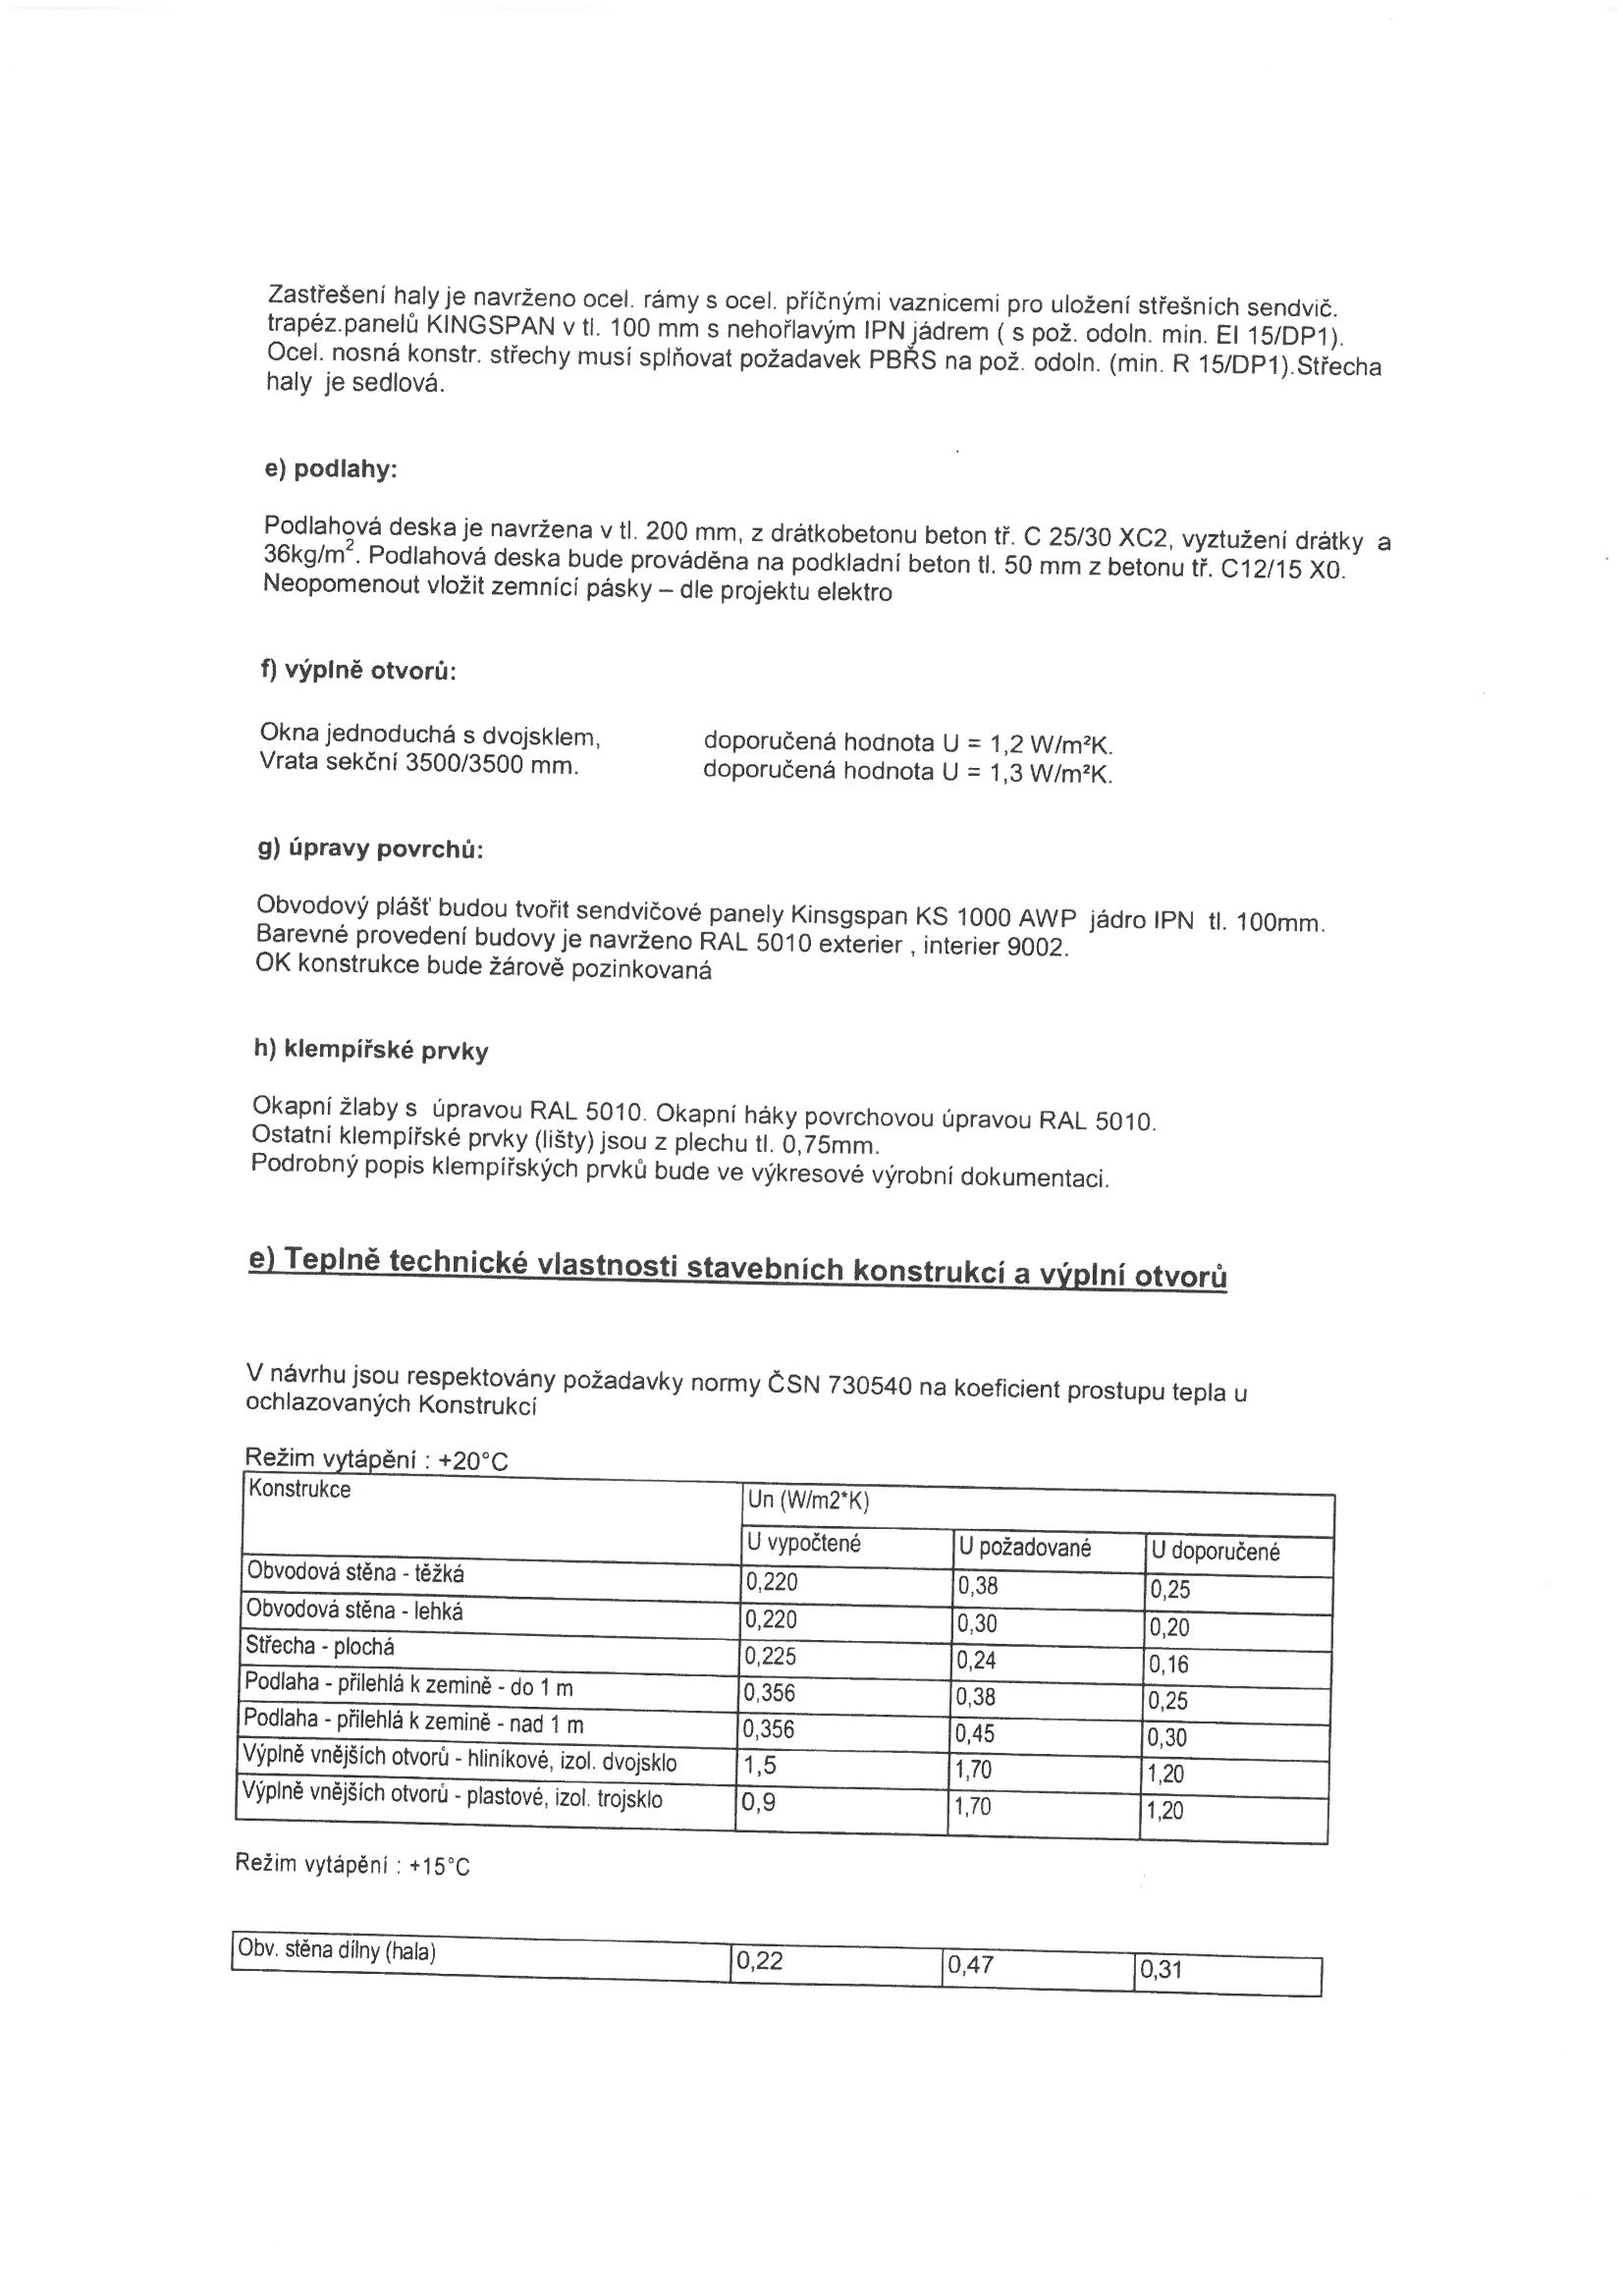 Zastřešení haly je navrženo ocel. rámy s ocel. příčnými vaznicemi pro uložení střešních sendvič.
trapéz.panelů KINGSPAN v tl. 100 mm s nehořlavým IPN jádrem ( s pož. odoln. min. EI 15/DP1).
Ocel. nosná konstr. střechy musí splňovat požadavek PBŘS na pož. odoln. (min. R 15/DP1).Střecha
haly je sedlová.
e) podlahy:
Podlahová deska je navržena v tl. 200 mm, z drátkobetonu beton tř. C 25/30 XC2, vyztužení drátky a
36kg/m². Podlahová deska bude prováděna na podkladní beton tl. 50 mm z betonu tř. C12/15 X0.
Neopomenout vložit zemnící pásky – dle projektu elektro
f) výplně otvorů:
Okna jednoduchá s dvojsklem, doporučená hodnota U = 1,2 W/m²K.
Vrata sekční 3500/3500 mm. doporučená hodnota U = 1,3 W/m²K.
g) úpravy povrchů:
Obvodový plášť budou tvořit sendvičové panely Kinsgspan KS 1000 AWP jádro IPN tl. 100mm.
Barevné provedení budovy je navrženo RAL 5010 exterier , interier 9002.
OK konstrukce bude žárově pozinkovaná
h) klempířské prvky
Okapní žlaby s úpravou RAL 5010. Okapní háky povrchovou úpravou RAL 5010.
Ostatní klempířské prvky (lišty) jsou z plechu tl. 0,75mm.
Podrobný popis klempířských prvků bude ve výkresové výrobní dokumentaci.
e) Teplně technické vlastnosti stavebních konstrukcí a výplní otvorů
V návrhu jsou respektovány požadavky normy ČSN 730540 na koeficient prostupu tepla u
ochlazovaných Konstrukcí
Režim vytápění : +20°C
Konstrukce Un (W/m2*K)
U vypočtené U požadované U doporučené
Obvodová stěna - těžká 0,220 0,38 0,25
Obvodová stěna - lehká 0,220 0,30 0,20
Střecha - plochá 0,225 0,24 0,16
Podlaha - přilehlá k zemině - do 1 m 0,356 0,38 0,25
Podlaha - přilehlá k zemině - nad 1 m 0,356 0,45 0,30
Výplně vnějších otvorů - hliníkové, izol. dvojsklo 1,5 1,70 1,20
Výplně vnějších otvorů - plastové, izol. trojsklo 0,9 1,70 1,20
Režim vytápění : +15°C
Obv. stěna dílny (hala) 0,22 0,47 0,31